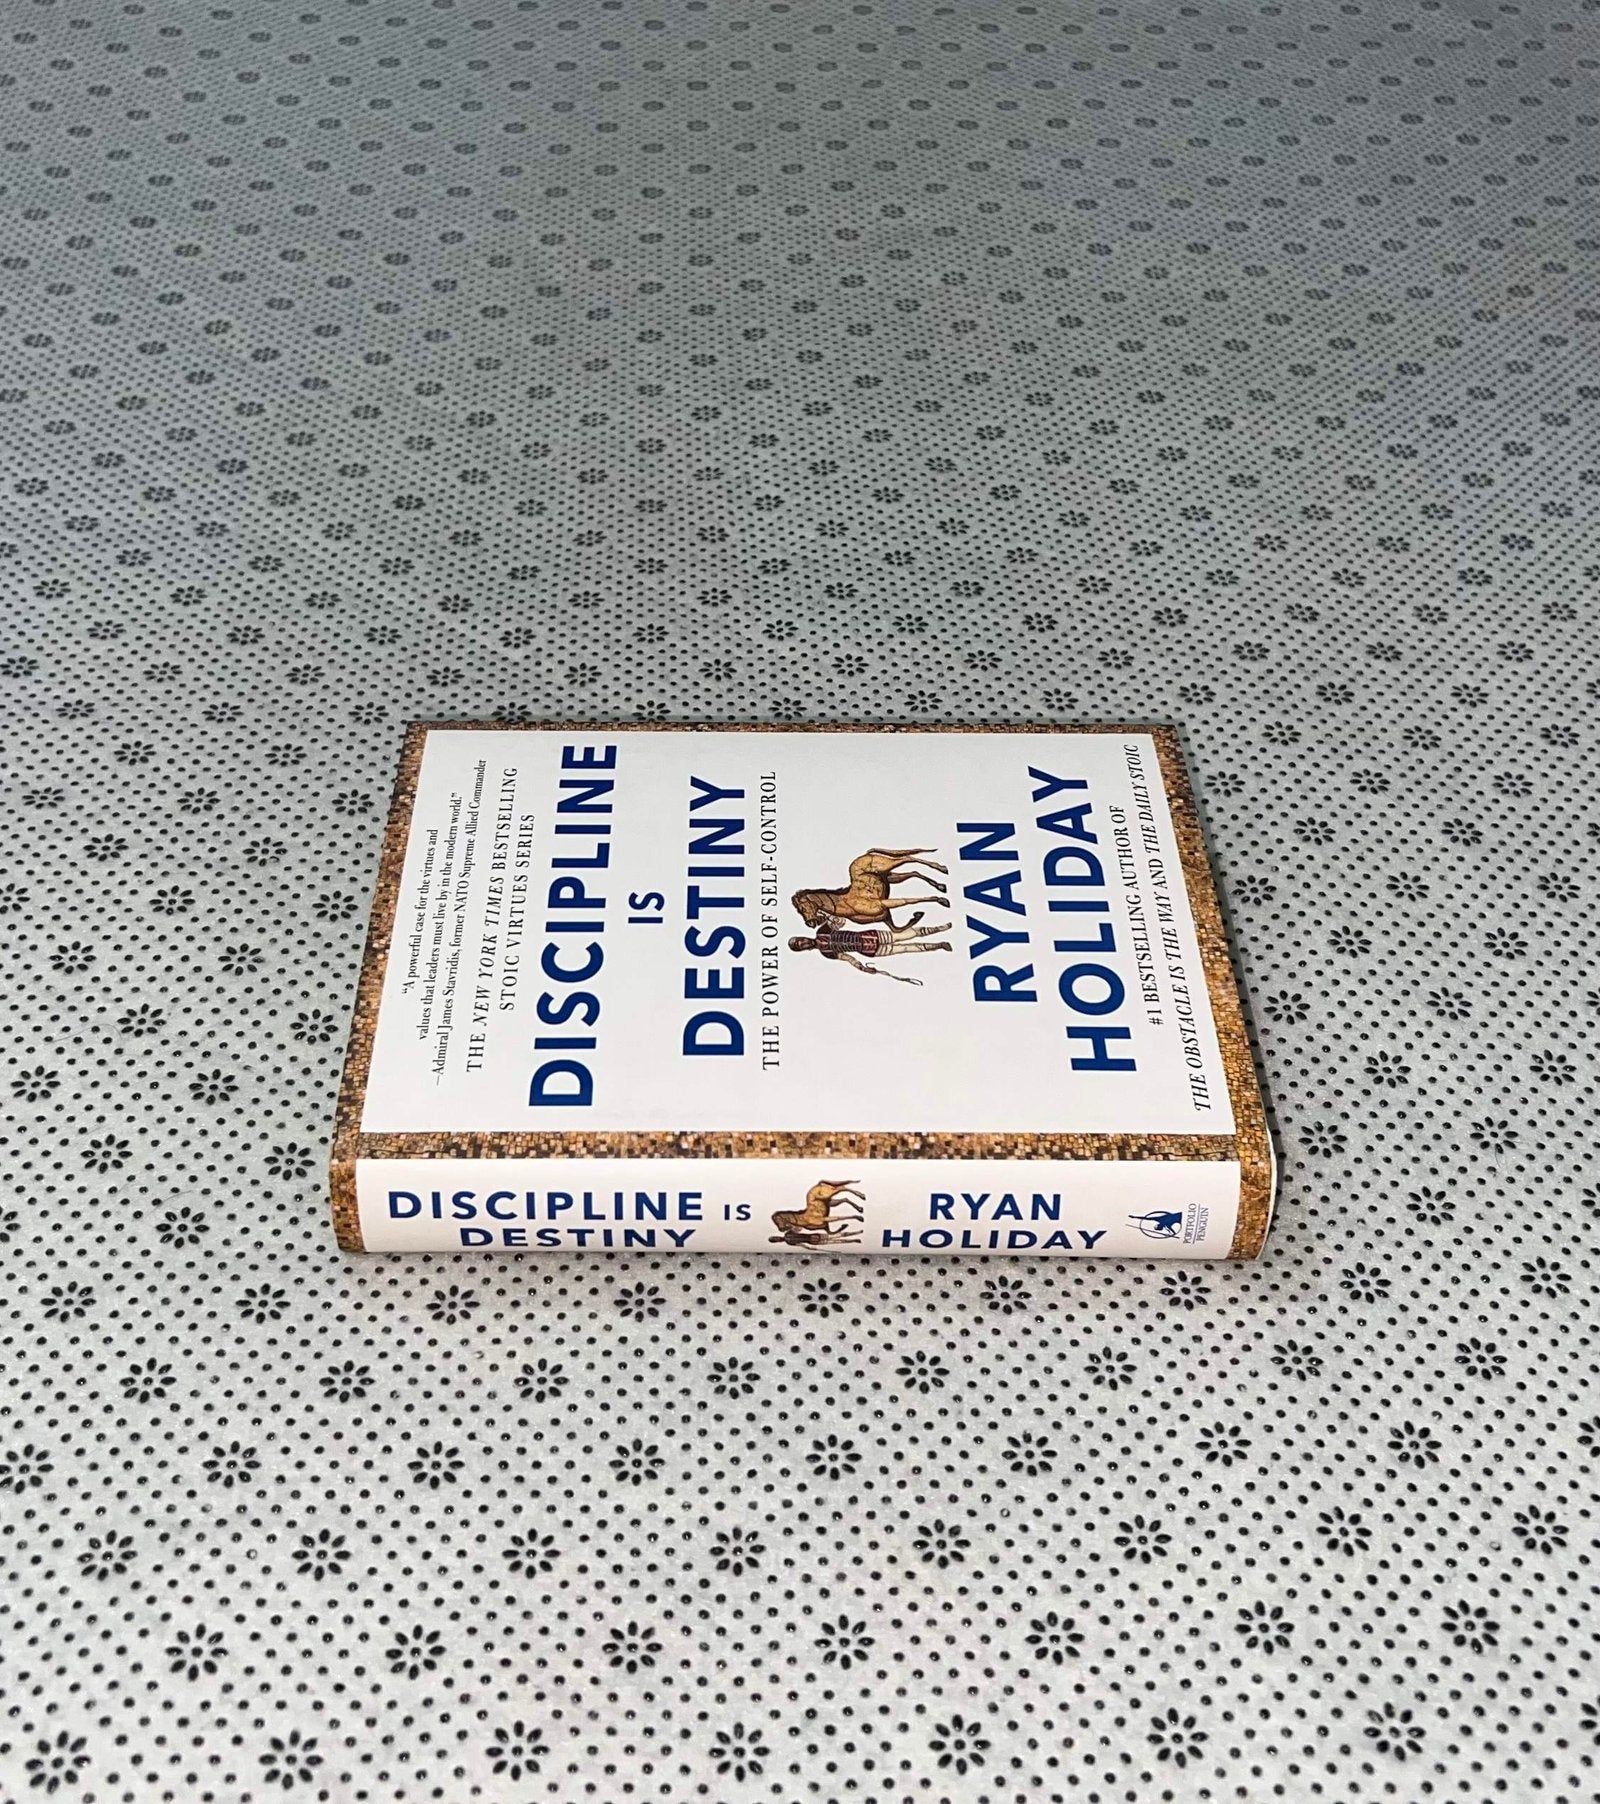 “A powerful case for the virtues and
values that leaders must live by in the modern world.”
—Admiral James Stavridis, former NATO Supreme Allied Commander
THE NEW YORK TIMES BESTSELLING
STOIC VIRTUES SERIES
DISCIPLINE
IS
DESTINY
THE POWER OF SELF-CONTROL
RYAN
HOLIDAY
#1 BESTSELLING AUTHOR OF
THE OBSTACLE IS THE WAY AND THE DAILY STOIC
DISCIPLINE IS
DESTINY
RYAN
HOLIDAY
PORTFOLIO
PENGUIN